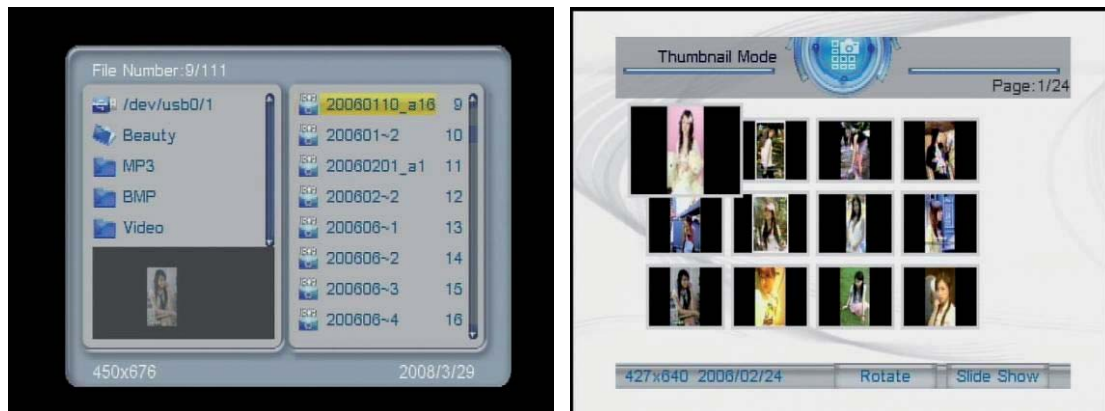 File Number:9/111
/dev/usb0/1
Beauty
MP3
BMP
Video
20060110_a16 9
200601~2 10
20060201_a1 11
200602~2 12
200606~1 13
200606~2 14
200606~3 15
200606~4 16
450x676 2008/3/29
Thumbnail Mode
Page:1/24
427x640 2006/02/24 Rotate Slide Show